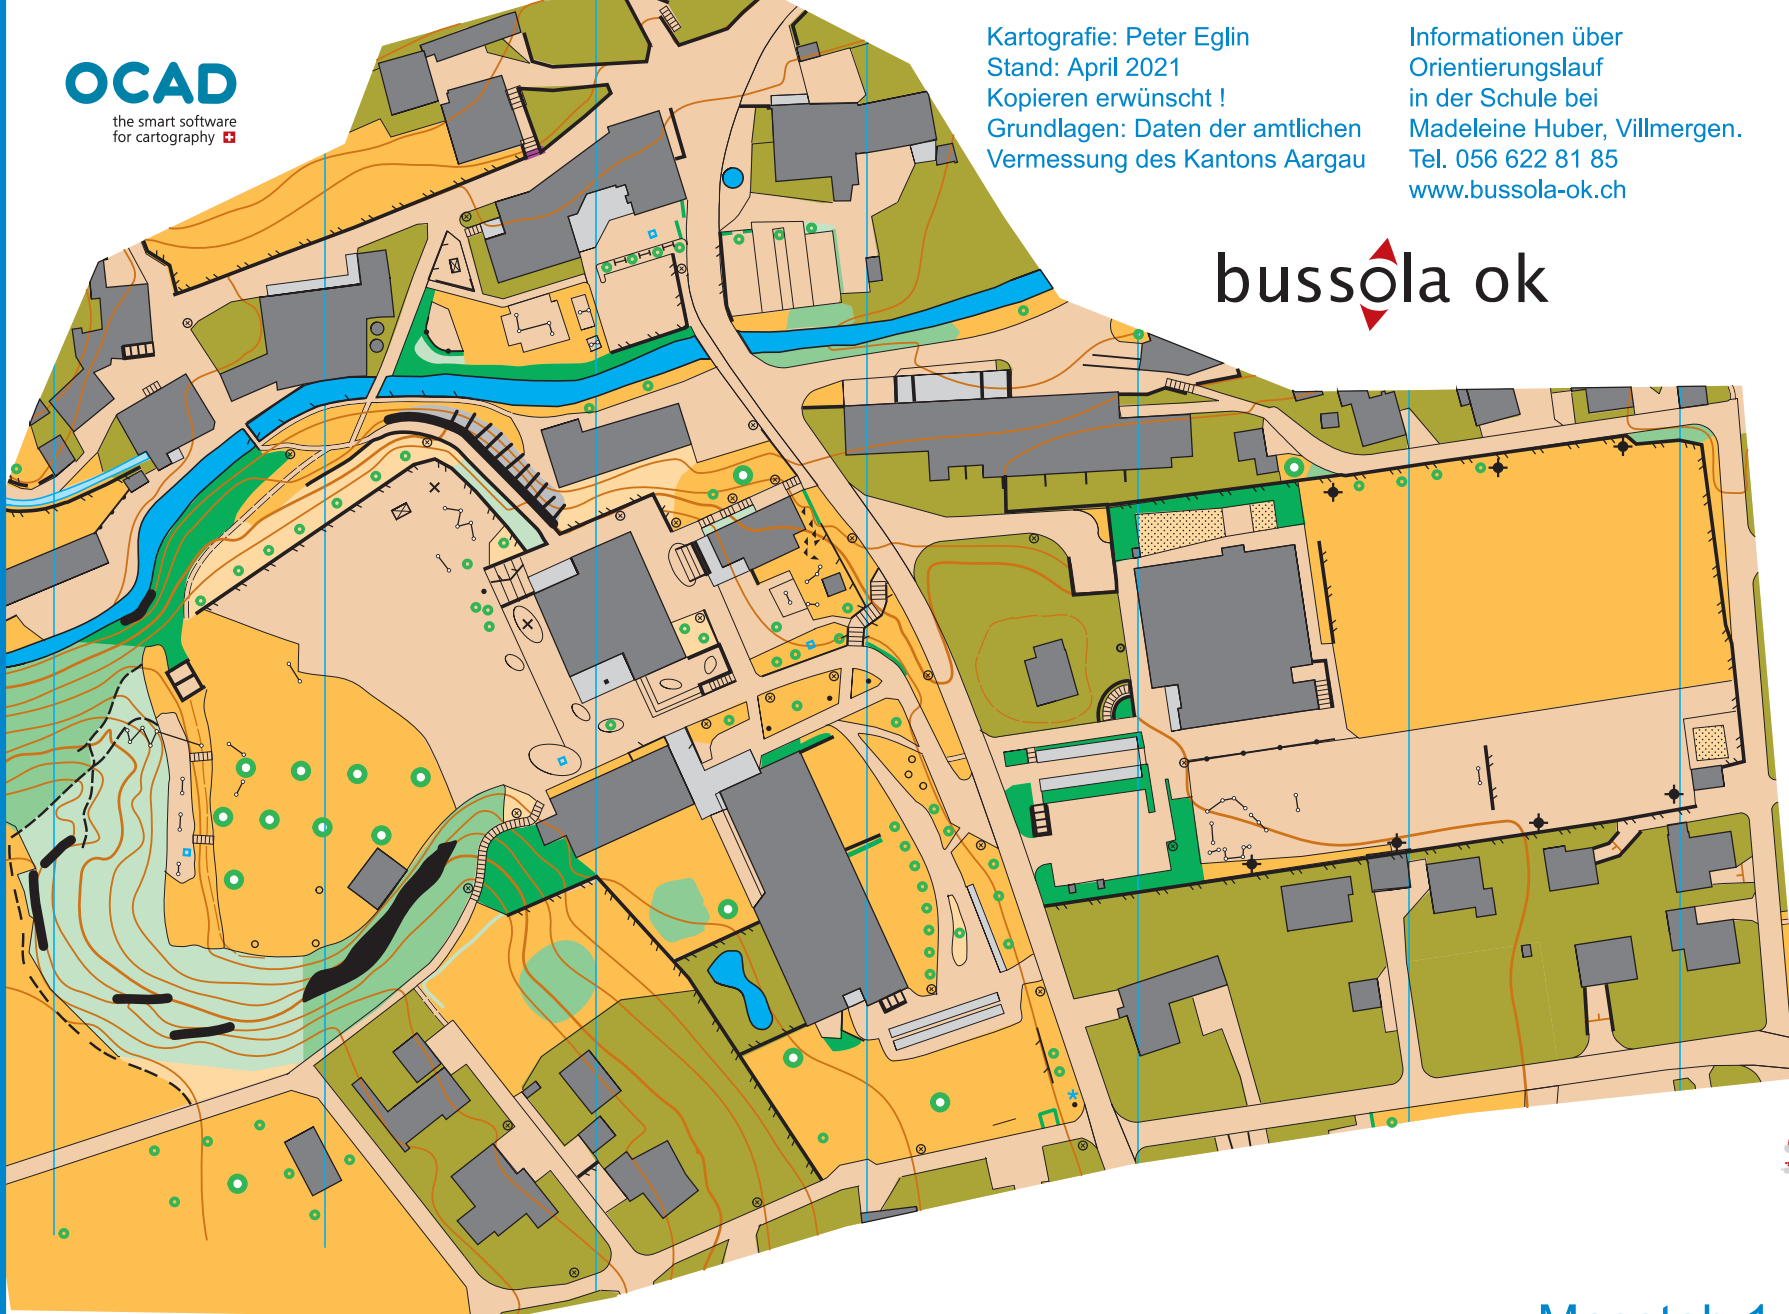 OCAD
the smart software
for cartography
Kartografie: Peter Eglin
Stand: April 2021
Kopieren erwünscht !
Grundlagen: Daten der amtlichen
Vermessung des Kantons Aargau
Informationen über
Orientierungslauf
in der Schule bei
Madeleine Huber, Villmergen.
Tel. 056 622 81 85
www.bussola-ok.ch
bussola ok